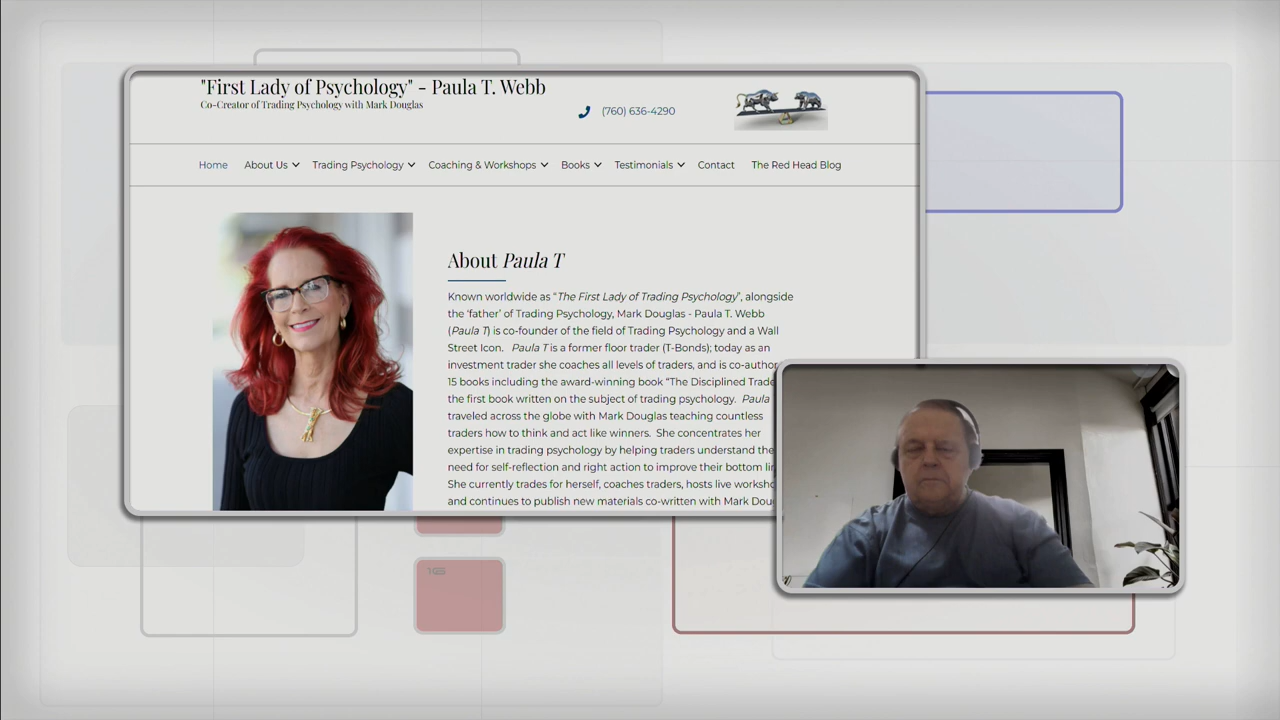 "First Lady of Psychology" - Paula T. Webb
Co-Creator of Trading Psychology with Mark Douglas
(760) 636-4290
Home About Us Trading Psychology Coaching & Workshops Books Testimonials Contact The Red Head Blog
About Paula T
Known worldwide as “The First Lady of Trading Psychology”, alongside
the ‘father’ of Trading Psychology, Mark Douglas - Paula T. Webb
(Paula T) is co-founder of the field of Trading Psychology and a Wall
Street Icon. Paula T is a former floor trader (T-Bonds); today as an
investment trader she coaches all levels of traders, and is co-author
15 books including the award-winning book “The Disciplined
the first book written on the subject of trading psychology. Paula
traveled across the globe with Mark Douglas teaching countless
traders how to think and act like winners. She concentrates her
expertise in trading psychology by helping traders understand the
need for self-reflection and right action to improve their bottom
She currently trades for herself, coaches traders, hosts live
and continues to publish new materials co-written with Mark